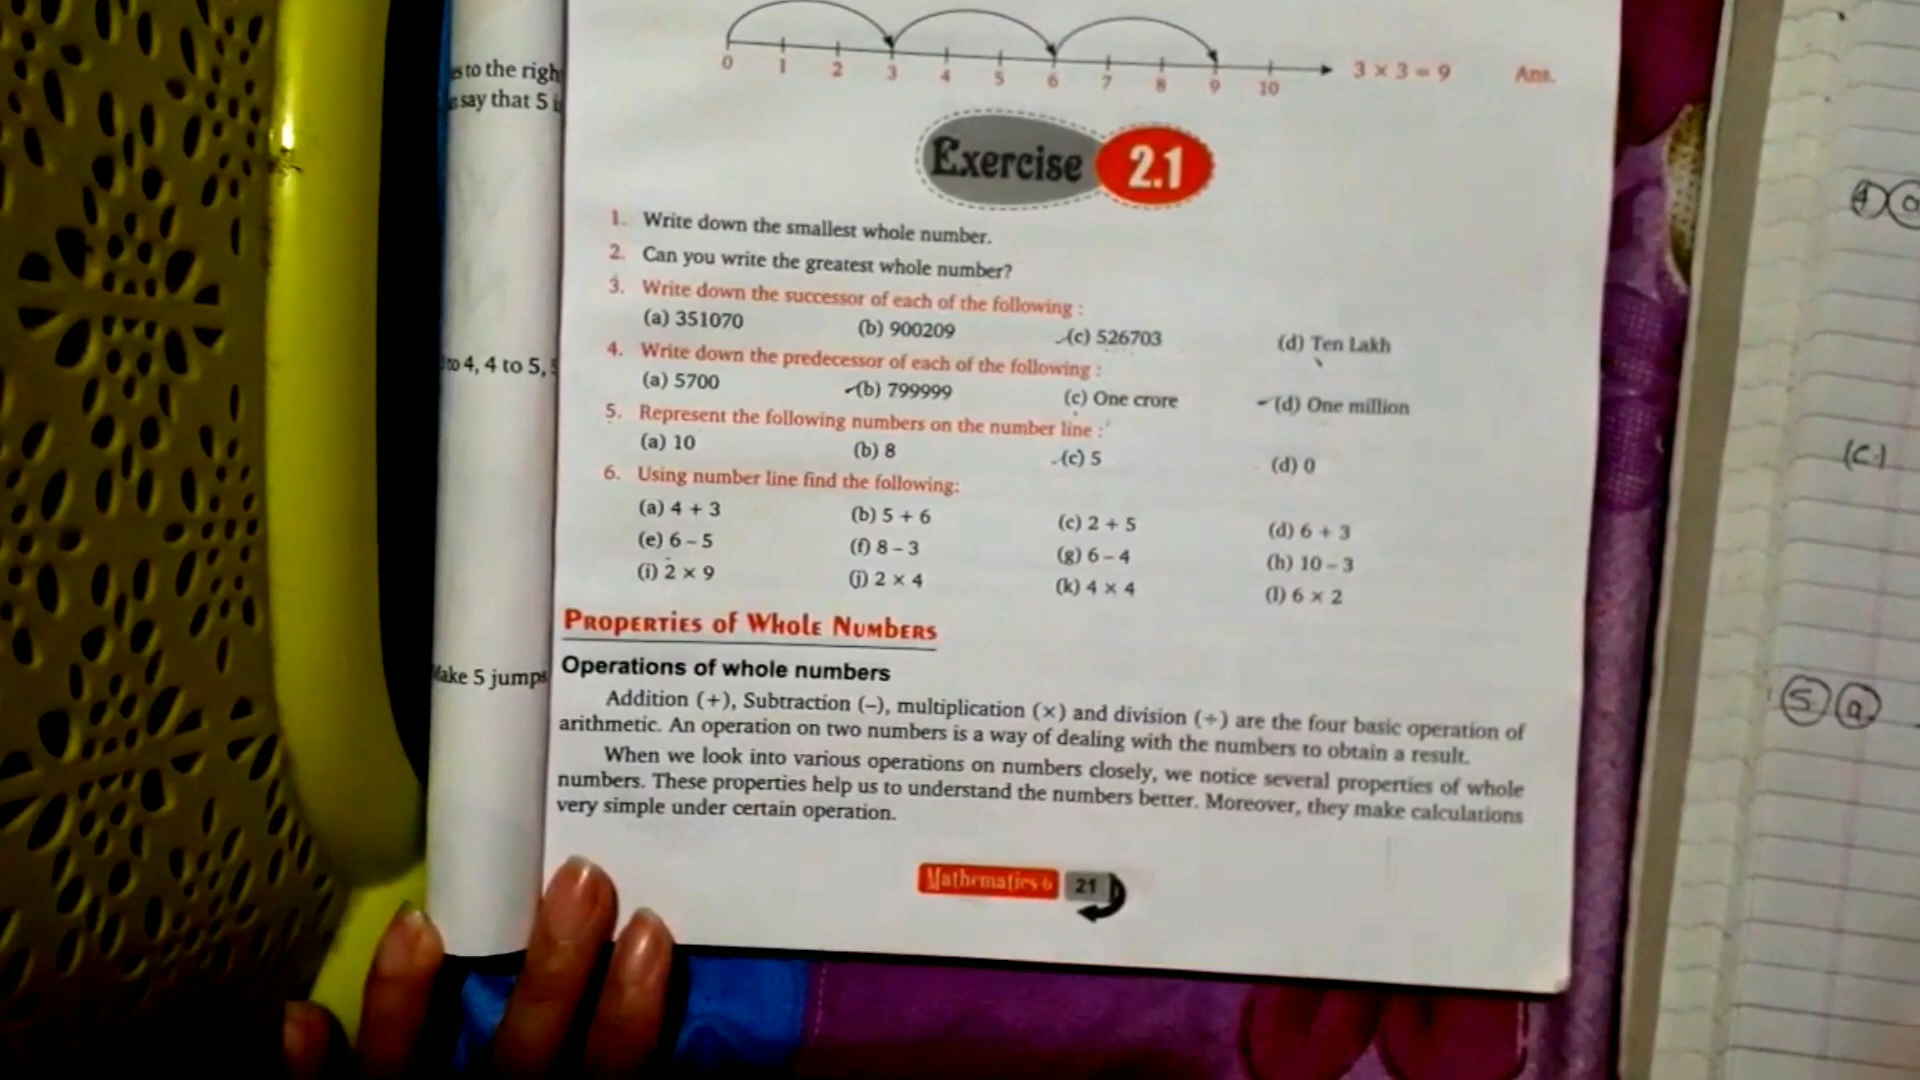 es to the righ
say that 5 i
to 4, 4 to 5, 5
Make 5 jumps
0 1 2 3 4 5 6 7 8 9 10
3 × 3 = 9 Ans.
Exercise 2.1
1. Write down the smallest whole number.
2. Can you write the greatest whole number?
3. Write down the successor of each of the following :
(a) 351070 (b) 900209 (c) 526703 (d) Ten Lakh
4. Write down the predecessor of each of the following :
(a) 5700 (b) 799999 (c) One crore (d) One million
5. Represent the following numbers on the number line :
(a) 10 (b) 8 (c) 5 (d) 0
6. Using number line find the following:
(a) 4 + 3 (b) 5 + 6 (c) 2 + 5 (d) 6 + 3
(e) 6 – 5 (f) 8 – 3 (g) 6 – 4 (h) 10 – 3
(i) 2 × 9 (j) 2 × 4 (k) 4 × 4 (l) 6 × 2
Properties of Whole Numbers
Operations of whole numbers
Addition (+), Subtraction (–), multiplication (×) and division (÷) are the four basic operation of
arithmetic. An operation on two numbers is a way of dealing with the numbers to obtain a result.
When we look into various operations on numbers closely, we notice several properties of whole
numbers. These properties help us to understand the numbers better. Moreover, they make calculations
very simple under certain operation.
Mathematics-6 21
4 a
(c)
5 a